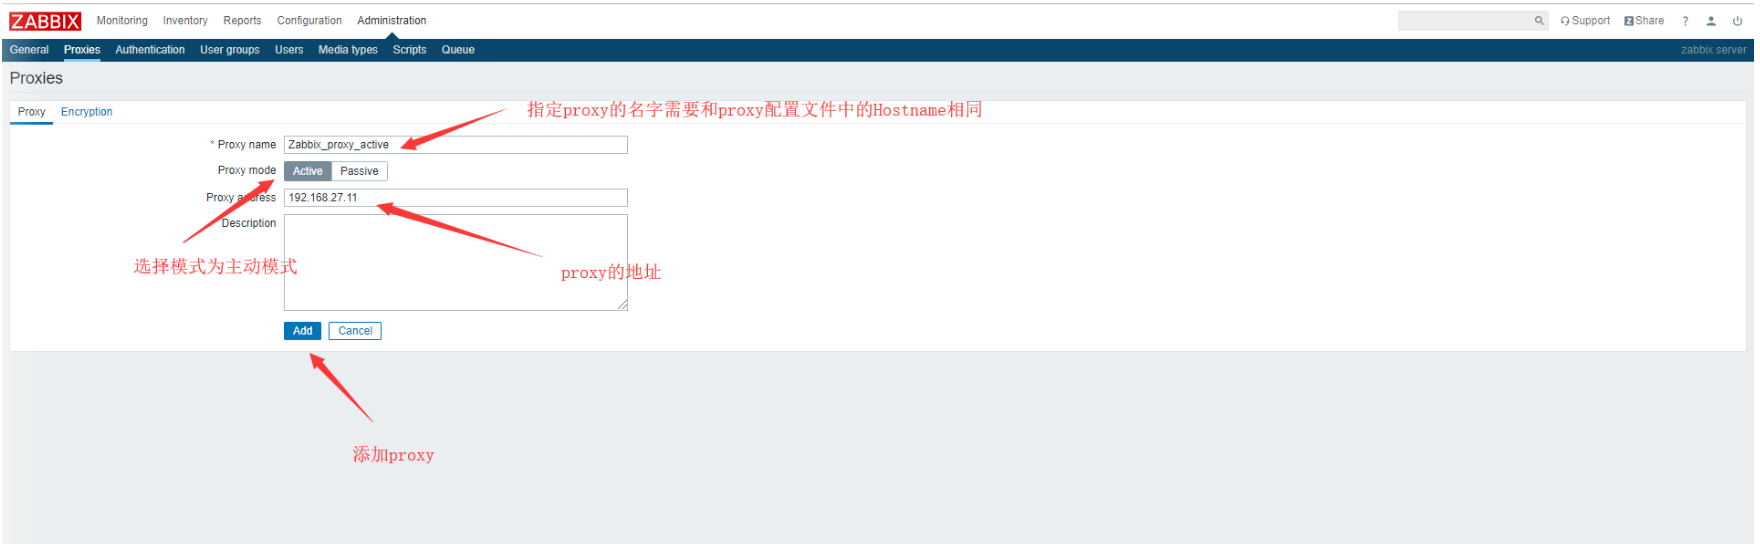 ZABBIX Monitoring Inventory Reports Configuration Administration Support Z Share ?
General Proxies Authentication User groups Users Media types Scripts Queue zabbix server
Proxies
Proxy Encryption
指定proxy的名字需要和proxy配置文件中的Hostname相同
* Proxy name Zabbix_proxy_active
Proxy mode Active Passive
Proxy address 192.168.27.11
Description
选择模式为主动模式
proxy的地址
Add Cancel
添加proxy